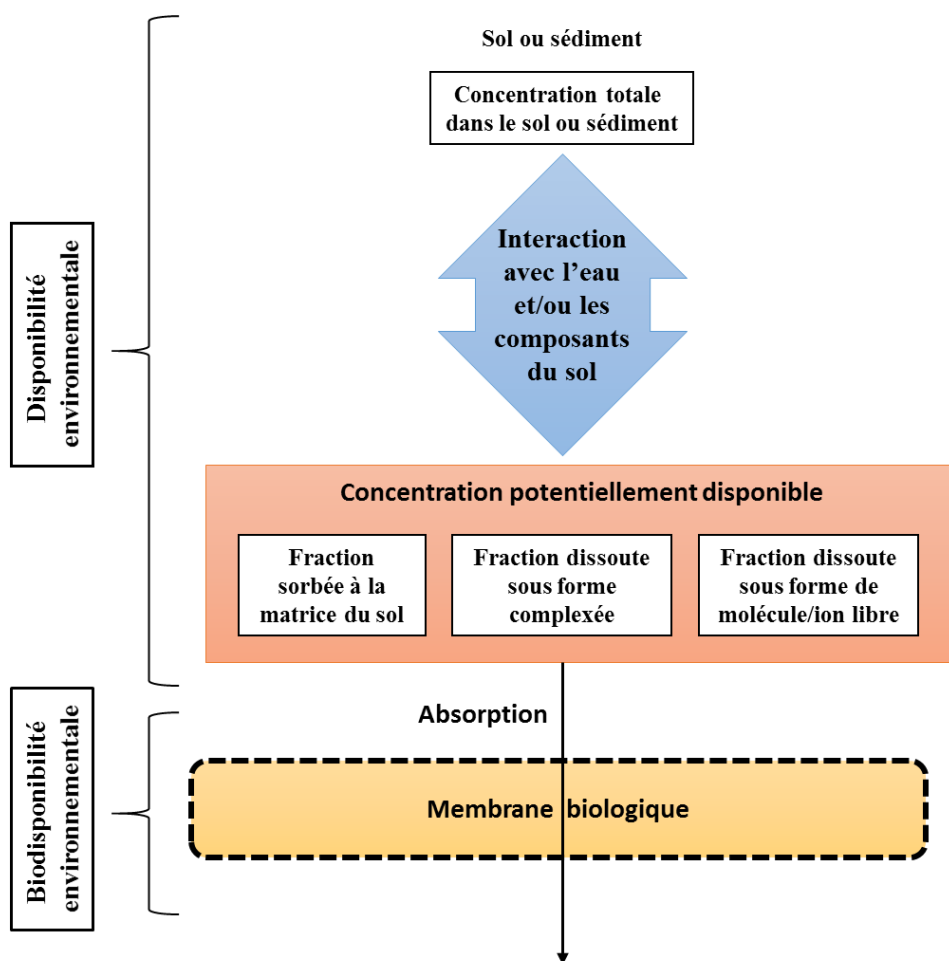 Sol ou sédiment
Concentration totale
dans le sol ou sédiment
Disponibilité
environnementale
Interaction
avec l’eau
et/ou les
composants
du sol
Concentration potentiellement disponible
Fraction
sorbée à la
matrice du sol
Fraction dissoute
sous forme
complexée
Fraction dissoute
sous forme de
molécule/ion libre
Biodisponibilité
environnementale
Absorption
Membrane biologique